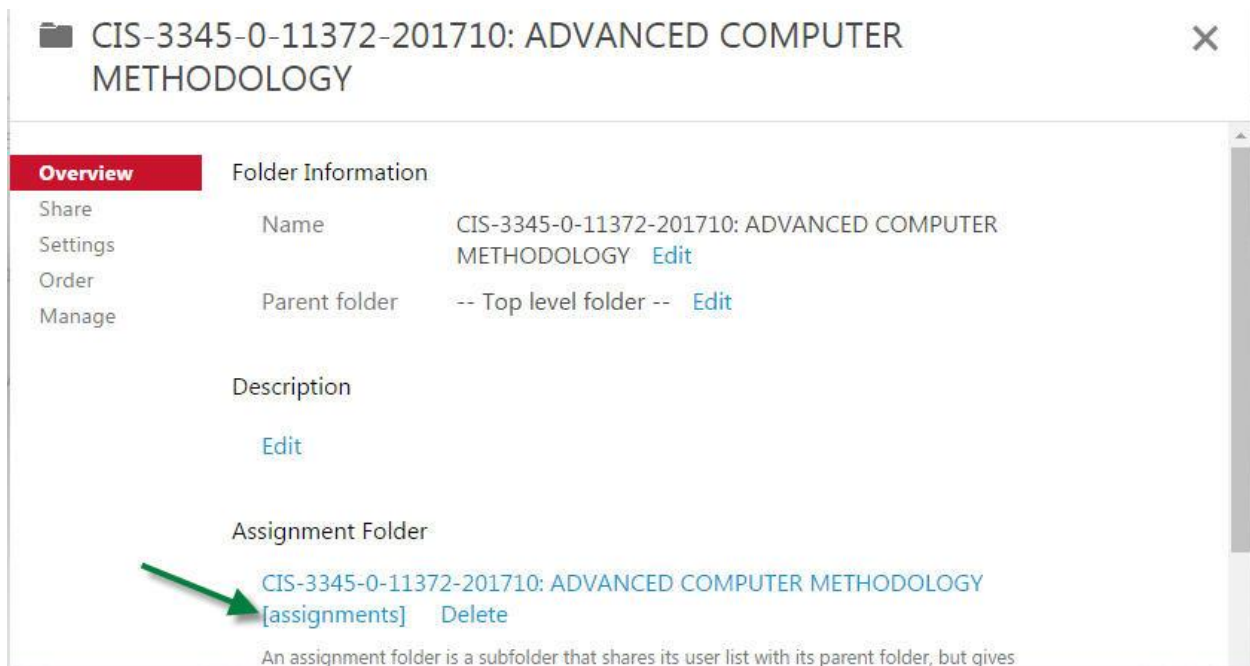 CIS-3345-0-11372-201710: ADVANCED COMPUTER
METHODOLOGY
Overview
Share
Settings
Order
Manage
Folder Information
Name CIS-3345-0-11372-201710: ADVANCED COMPUTER
METHODOLOGY Edit
Parent folder -- Top level folder -- Edit
Description
Edit
Assignment Folder
CIS-3345-0-11372-201710: ADVANCED COMPUTER METHODOLOGY
[assignments] Delete
An assignment folder is a subfolder that shares its user list with its parent folder, but gives